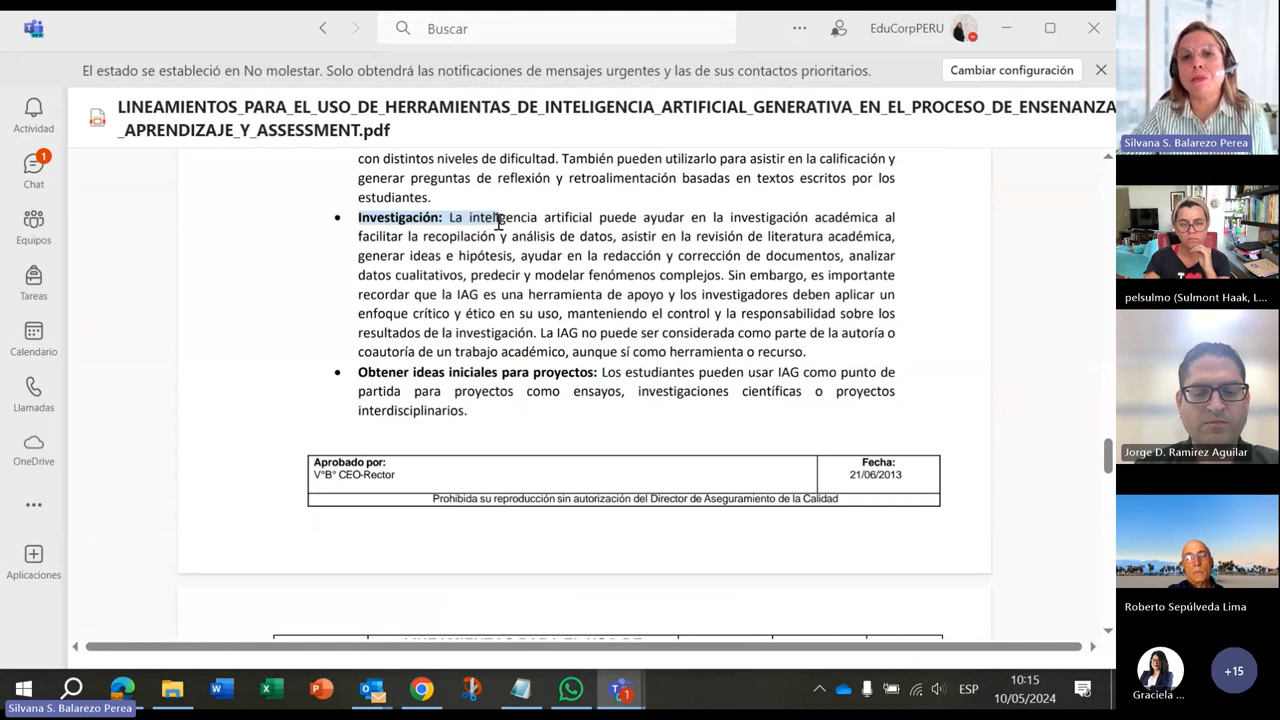 Buscar
EduCorpPERU
El estado se estableció en No molestar. Solo obtendrá las notificaciones de mensajes urgentes y las de sus contactos prioritarios.
Cambiar configuración
Actividad
1
Chat
Equipos
Tareas
Calendario
Llamadas
OneDrive
Aplicaciones
LINEAMIENTOS_PARA_EL_USO_DE_HERRAMIENTAS_DE_INTELIGENCIA_ARTIFICIAL_GENERATIVA_EN_EL_PROCESO_DE_ENSENANZA
_APRENDIZAJE_Y_ASSESSMENT.pdf
con distintos niveles de dificultad. También pueden utilizarlo para asistir en la calificación y
generar preguntas de reflexión y retroalimentación basadas en textos escritos por los
estudiantes.
• Investigación: La inteligencia artificial puede ayudar en la investigación académica al
facilitar la recopilación y análisis de datos, asistir en la revisión de literatura académica,
generar ideas e hipótesis, ayudar en la redacción y corrección de documentos, analizar
datos cualitativos, predecir y modelar fenómenos complejos. Sin embargo, es importante
recordar que la IAG es una herramienta de apoyo y los investigadores deben aplicar un
enfoque crítico y ético en su uso, manteniendo el control y la responsabilidad sobre los
resultados de la investigación. La IAG no puede ser considerada como parte de la autoría o
coautoría de un trabajo académico, aunque sí como herramienta o recurso.
• Obtener ideas iniciales para proyectos: Los estudiantes pueden usar IAG como punto de
partida para proyectos como ensayos, investigaciones científicas o proyectos
interdisciplinarios.
Aprobado por:
V°B° CEO-Rector
Fecha:
21/06/2013
Prohibida su reproducción sin autorización del Director de Aseguramiento de la Calidad
Silvana S. Balarezo Perea
pelsulmo (Sulmont Haak, L...
Jorge D. Ramirez Aguilar
Roberto Sepúlveda Lima
Graciela ...
+15
ESP
10:15
10/05/2024
Silvana S. Balarezo Perea